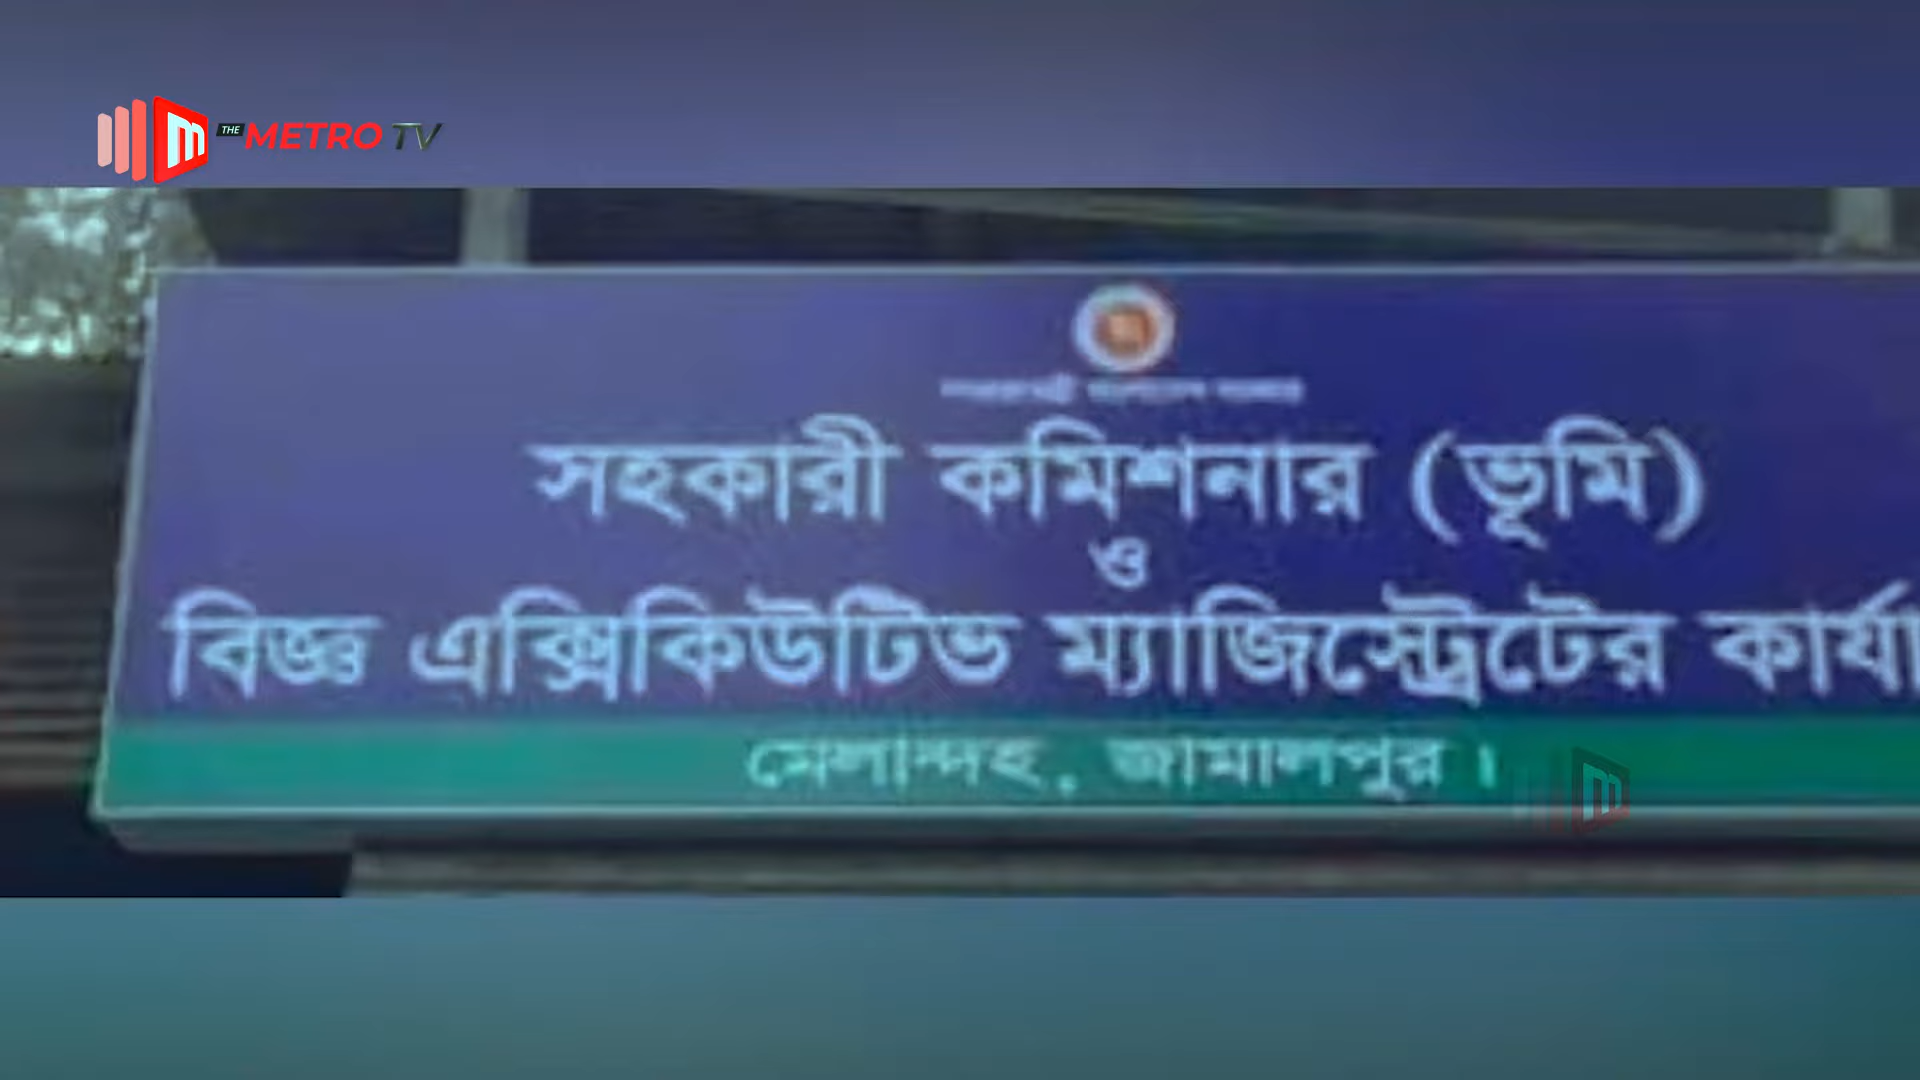 THE METRO TV
সহকারী কমিশনার (ভূমি)
ও
বিজ্ঞ এক্সিকিউটিভ ম্যাজিস্ট্রেটের কার্যা
মেলান্দহ, জামালপুর।